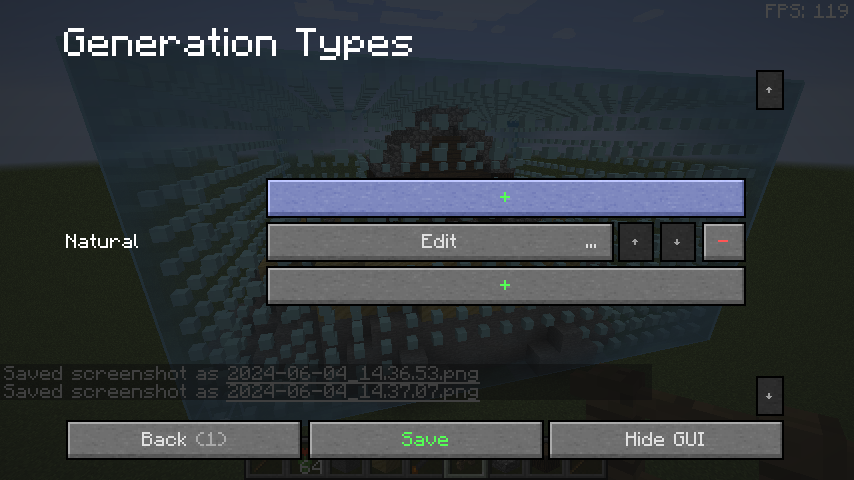 FPS: 119
Generation Types
↑
+
Natural
Edit ... ↑ ↓ −
+
Saved screenshot as 2024-06-04_14.36.53.png
Saved screenshot as 2024-06-04_14.37.07.png
↓
Back (1) Save Hide GUI
64